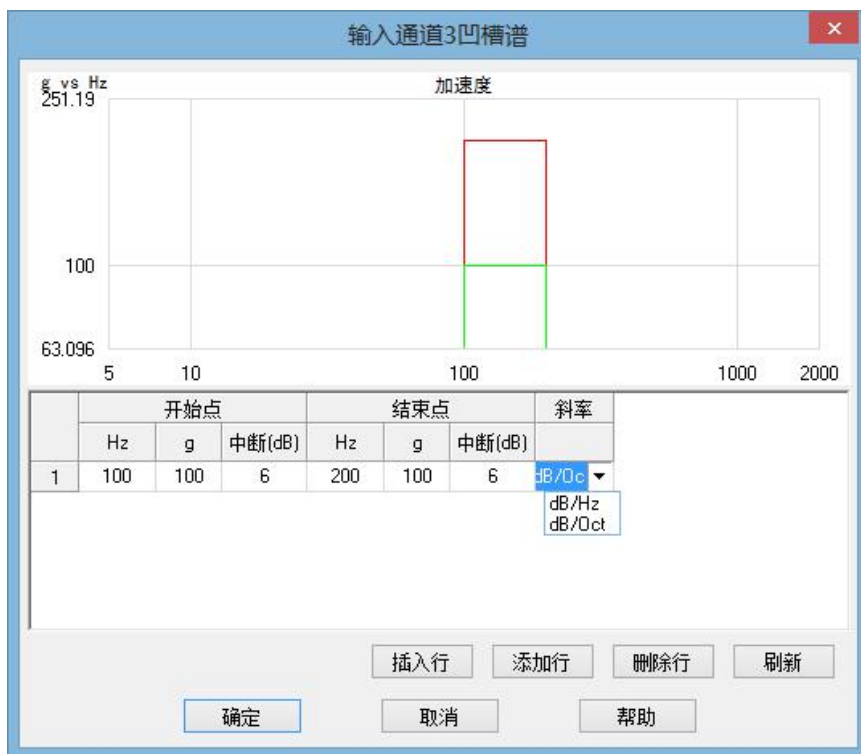 输入通道3凹槽谱
×
g vs Hz
加速度
251.19
100
63.096
5 10 100 1000 2000
开始点 结束点 斜率
Hz g 中断(dB) Hz g 中断(dB)
1 100 100 6 200 100 6 dB/Oc
dB/Hz
dB/Oct
插入行 添加行 删除行 刷新
确定 取消 帮助